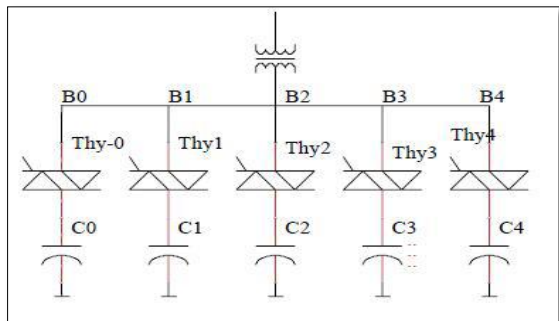 B0 B1 B2 B3 B4
Thy-0 Thy1 Thy2 Thy3 Thy4
C0 C1 C2 C3 C4